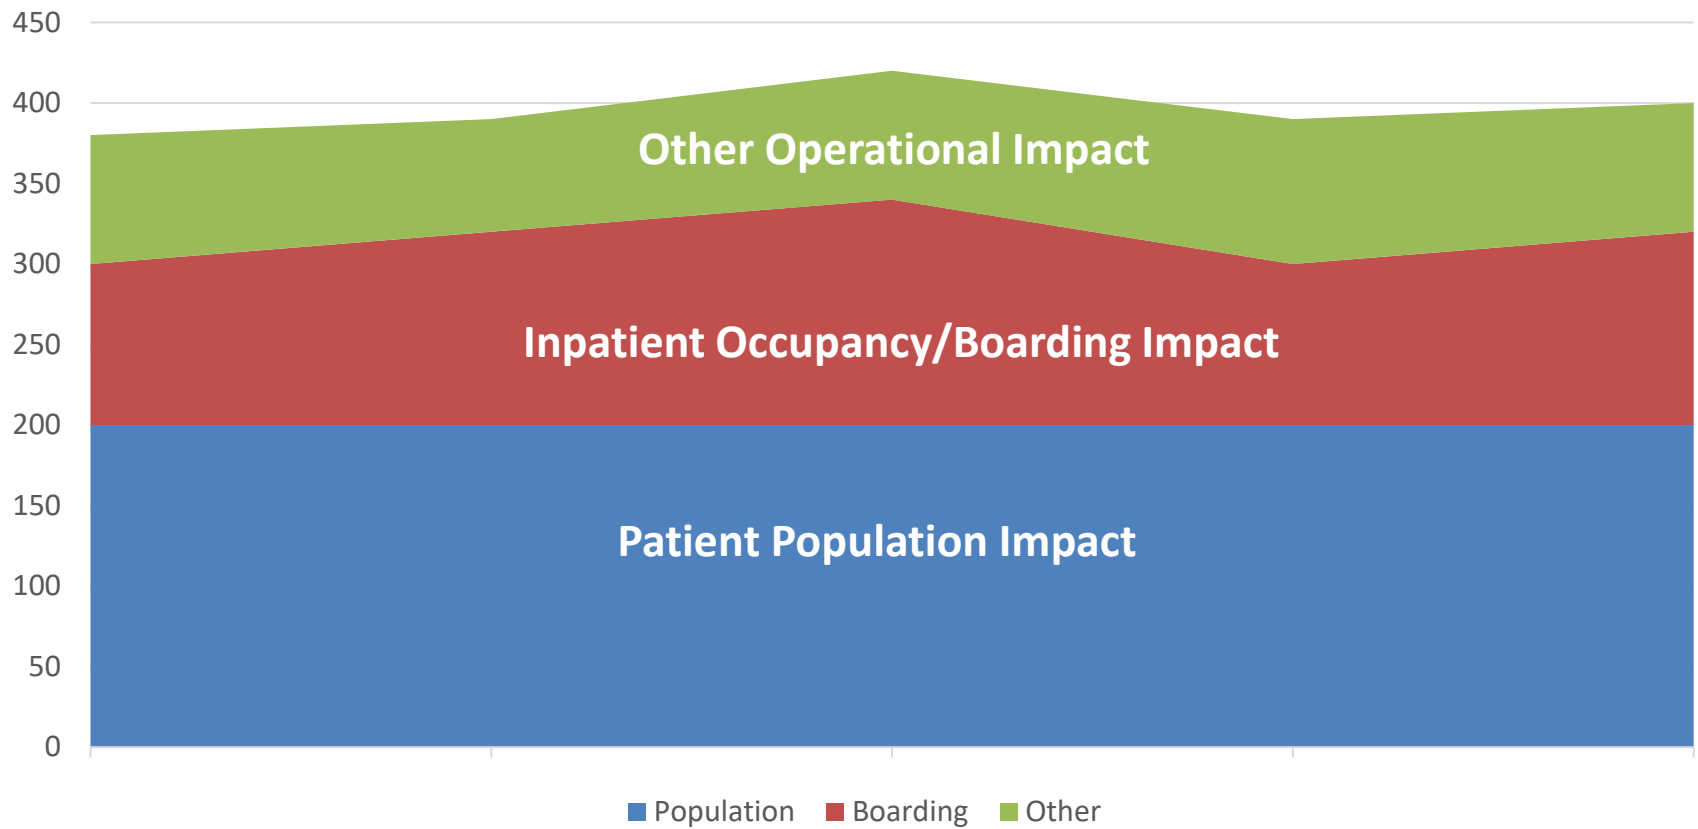 450
400
350
300
250
200
150
100
50
0
Other Operational Impact
Inpatient Occupancy/Boarding Impact
Patient Population Impact
Population Boarding Other